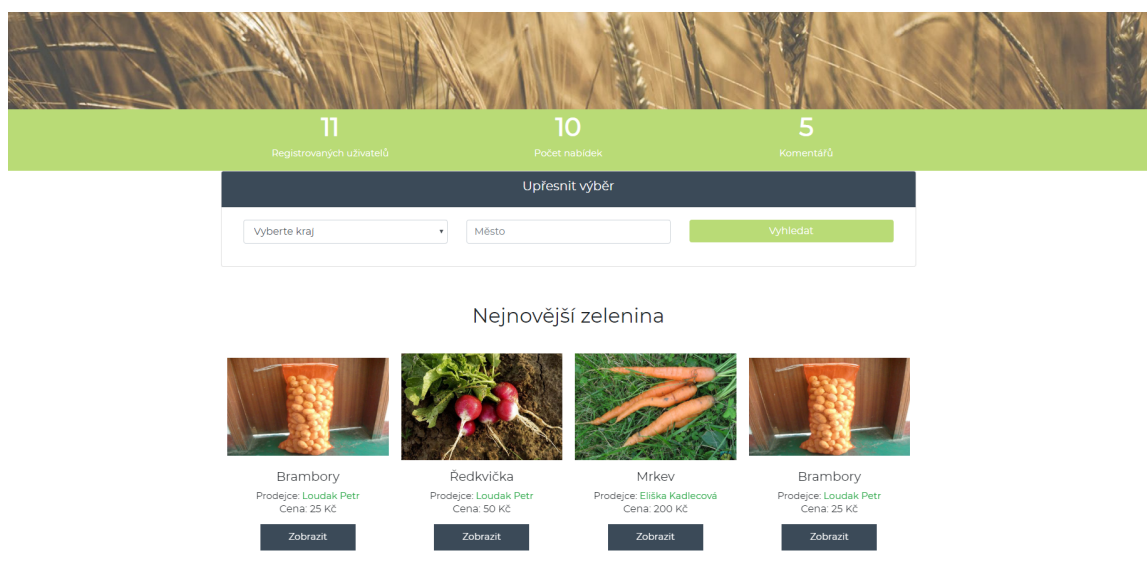 11
Registrovaných uživatelů
10
Počet nabídek
5
Komentářů
Upřesnit výběr
Vyberte kraj
Město
Vyhledat
Nejnovější zelenina
Brambory
Prodejce: Loudak Petr
Cena: 25 Kč
Zobrazit
Ředkvička
Prodejce: Loudak Petr
Cena: 50 Kč
Zobrazit
Mrkev
Prodejce: Eliška Kadlecová
Cena: 200 Kč
Zobrazit
Brambory
Prodejce: Loudak Petr
Cena: 25 Kč
Zobrazit